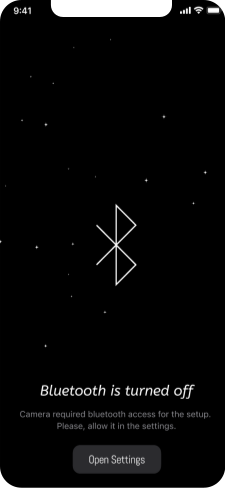 9:41
Bluetooth is turned off
Camera required bluetooth access for the setup.
Please, allow it in the settings.
Open Settings